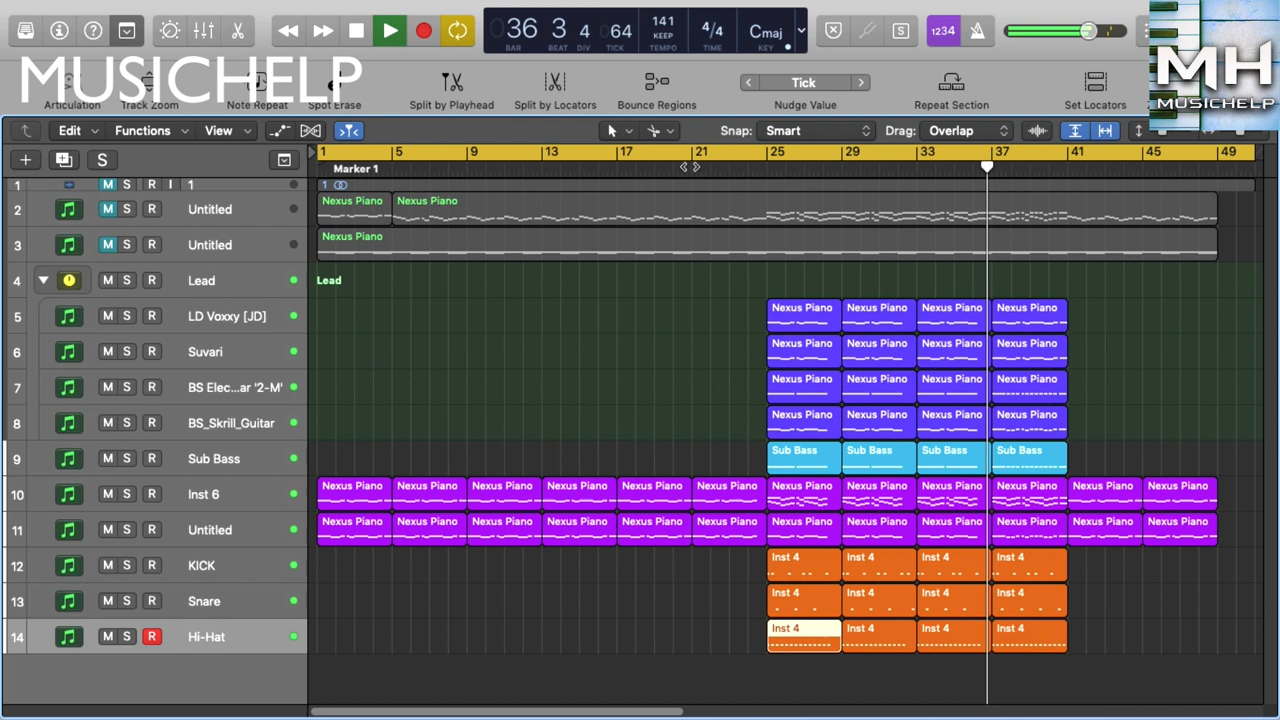 36 3 4 064 141 4/4 Cmaj
BAR BEAT DIV TICK KEEP TEMPO TIME KEY
S 1234
MUSICHELP
MH
MUSICHELP
Tick
Articulation Track Zoom Note Repeat Spot Erase Split by Playhead Split by Locators Bounce Regions Nudge Value Repeat Section Set Locators
Edit Functions View Snap: Smart Drag: Overlap
S 1 5 9 13 17 21 25 29 33 37 41 45 49
Marker 1
1 M S R I 1 1
2 M S R Untitled Nexus Piano Nexus Piano
3 M S R Untitled Nexus Piano
4 M S R Lead Lead
5 M S R LD Voxxy [JD] Nexus Piano Nexus Piano Nexus Piano Nexus Piano
6 M S R Suvari Nexus Piano Nexus Piano Nexus Piano Nexus Piano
7 M S R BS Elec...ar '2-M' Nexus Piano Nexus Piano Nexus Piano Nexus Piano
8 M S R BS_Skrill_Guitar Nexus Piano Nexus Piano Nexus Piano Nexus Piano
9 M S R Sub Bass Sub Bass Sub Bass Sub Bass Sub Bass
10 M S R Inst 6 Nexus Piano Nexus Piano Nexus Piano Nexus Piano Nexus Piano Nexus Piano Nexus Piano Nexus Piano Nexus Piano Nexus Piano Nexus Piano Nexus Piano
11 M S R Untitled Nexus Piano Nexus Piano Nexus Piano Nexus Piano Nexus Piano Nexus Piano Nexus Piano Nexus Piano Nexus Piano Nexus Piano Nexus Piano Nexus Piano
12 M S R KICK Inst 4 Inst 4 Inst 4 Inst 4
13 M S R Snare Inst 4 Inst 4 Inst 4 Inst 4
14 M S R Hi-Hat Inst 4 Inst 4 Inst 4 Inst 4